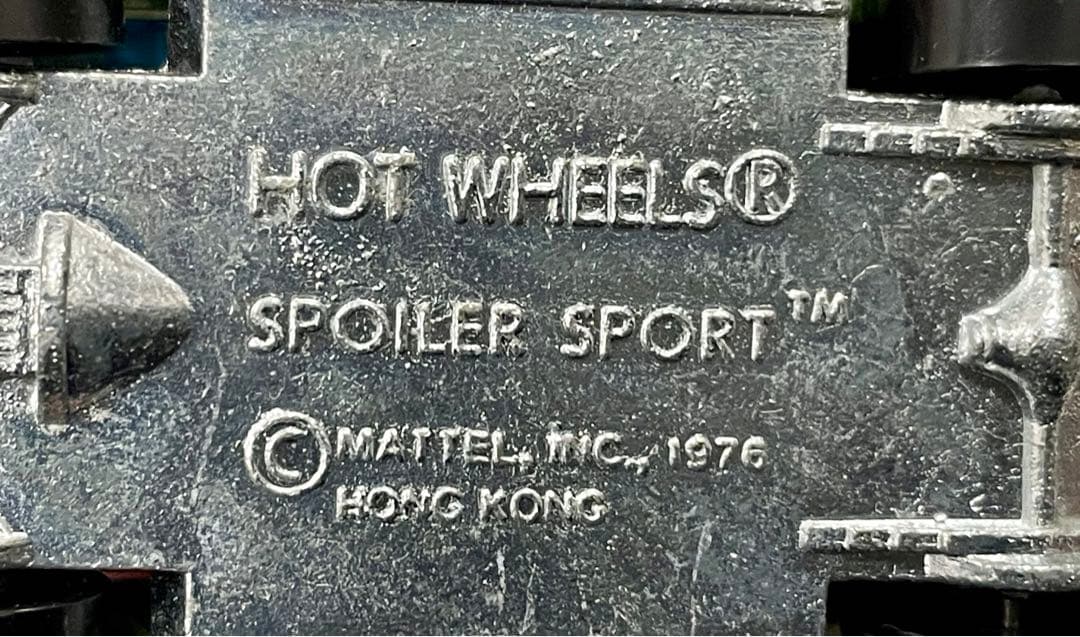 HOT WHEELS®
SPOILER SPORT™
© MATTEL, INC., 1976
HONG KONG